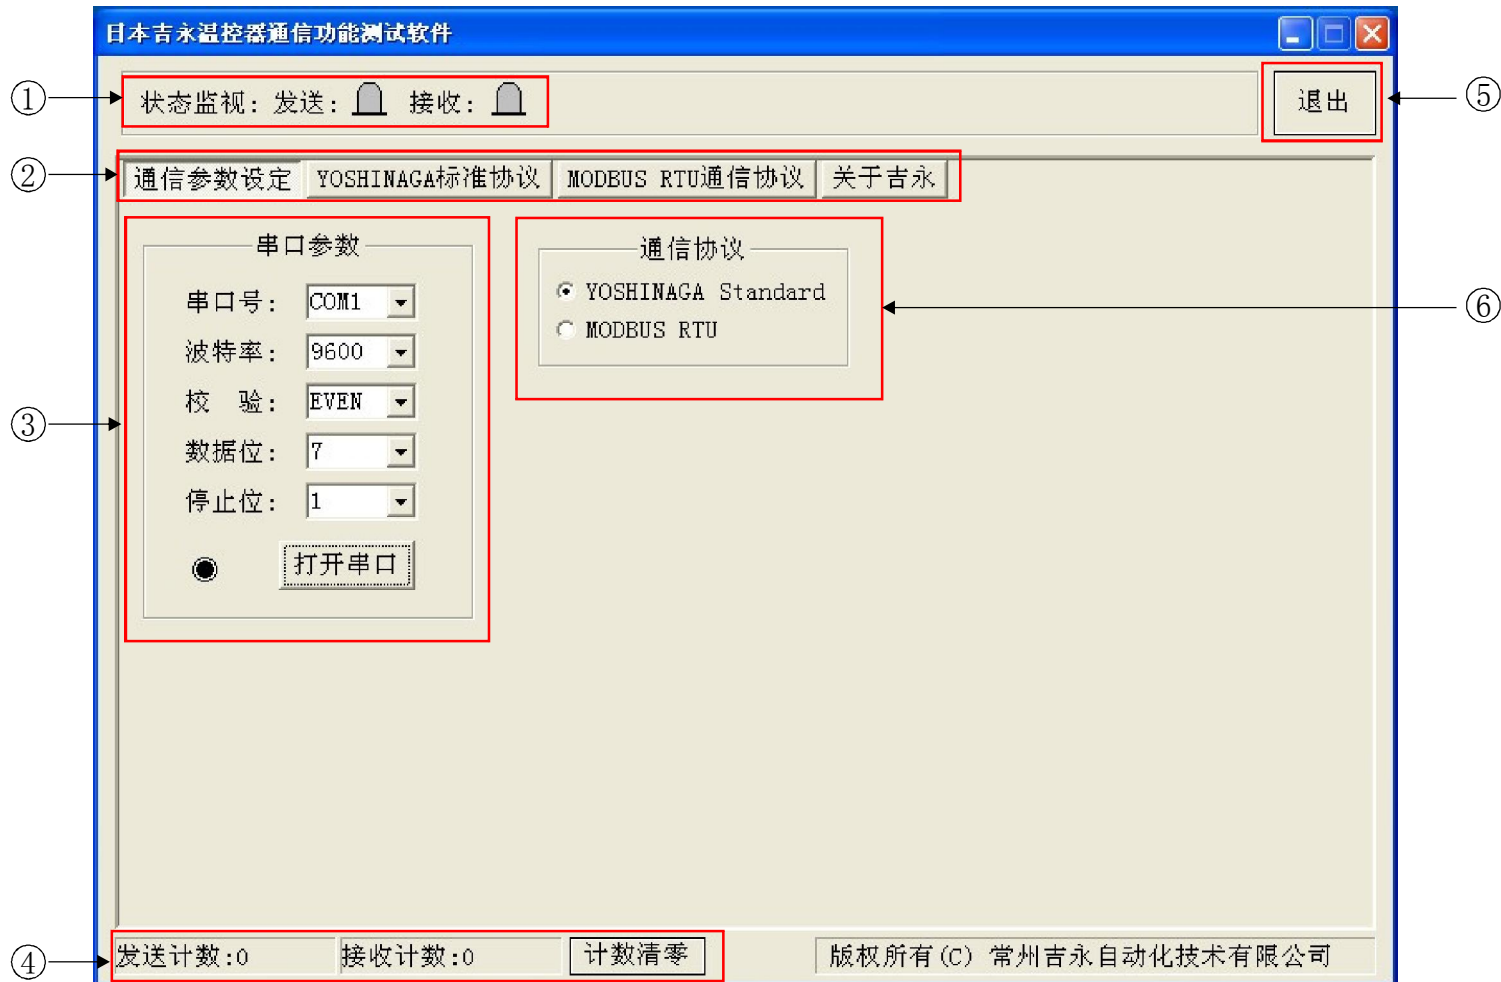 日本吉永温控器通信功能测试软件
① 状态监视: 发送: 接收: 退出 ⑤
② 通信参数设定 YOSHINAGA标准协议 MODBUS RTU通信协议 关于吉永
串口参数
串口号: COM1
波特率: 9600
校 验: EVEN
③
数据位: 7
停止位: 1
打开串口
通信协议
YOSHINAGA Standard
⑥
MODBUS RTU
④ 发送计数:0 接收计数:0 计数清零 版权所有(C) 常州吉永自动化技术有限公司